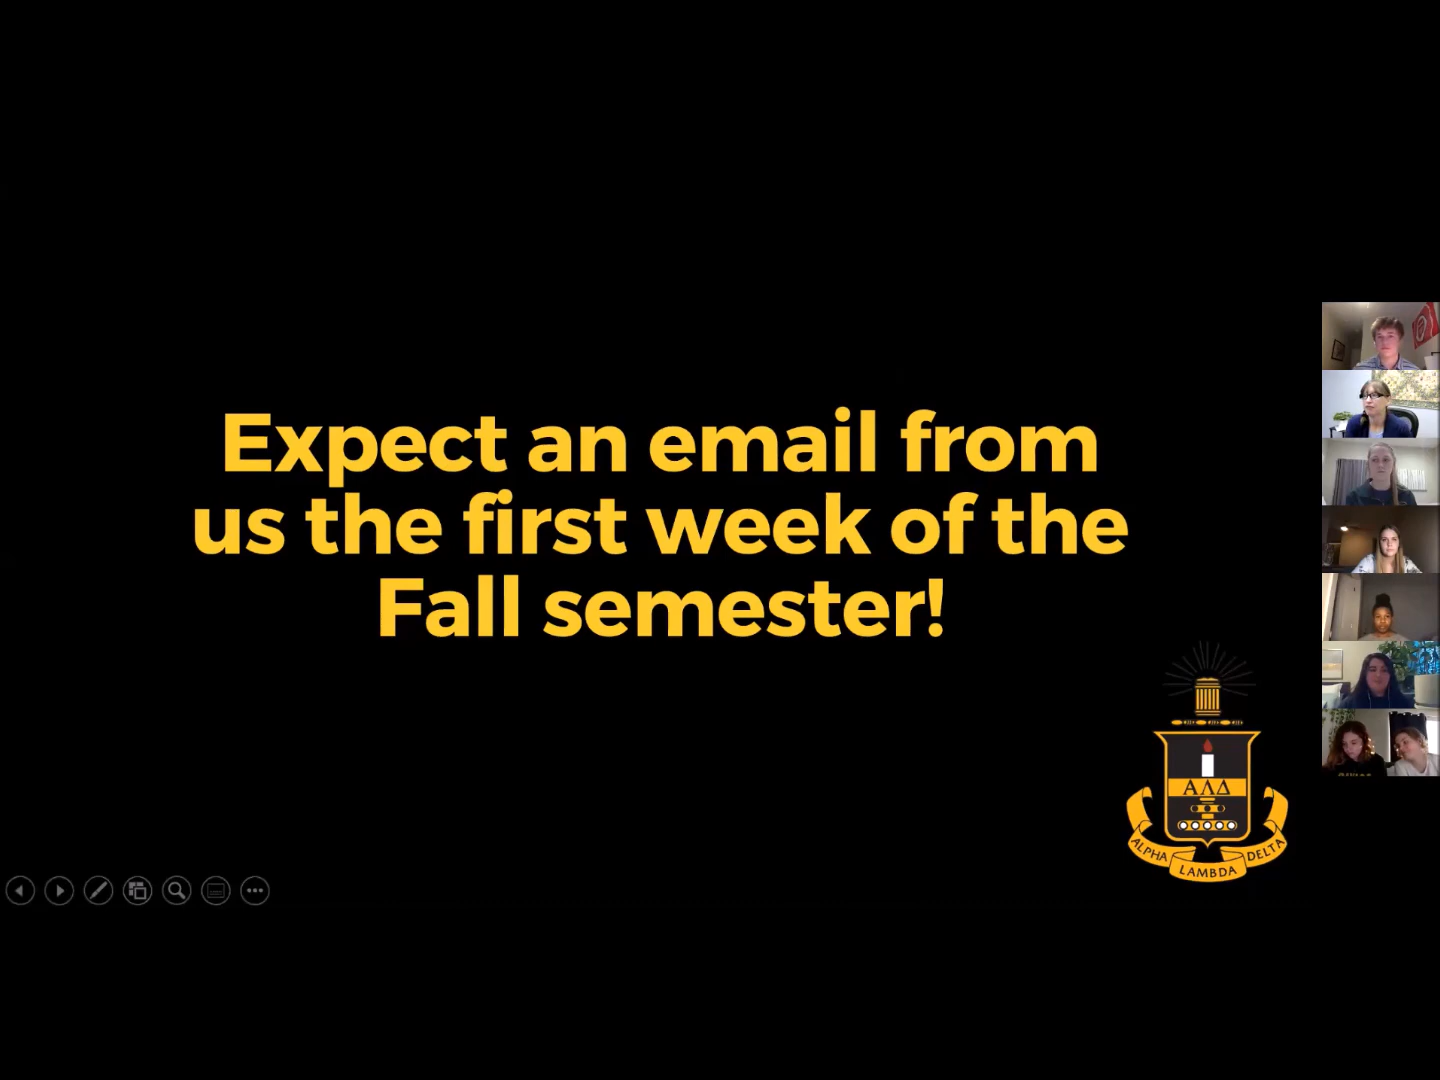 Expect an email from
us the first week of the
Fall semester!
ΑΛΔ
ALPHA
LAMBDA
DELTA